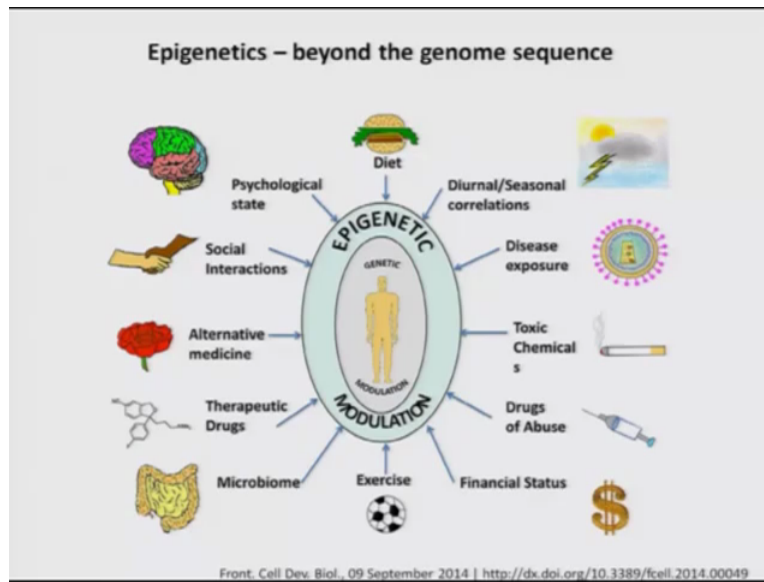 Epigenetics – beyond the genome sequence
Diet
Psychological
state
Diurnal/Seasonal
correlations
Social
Interactions
Disease
exposure
Alternative
medicine
Toxic
Chemical
s
Therapeutic
Drugs
Drugs
of Abuse
Microbiome
Exercise
Financial Status
EPIGENETIC
GENETIC
MODULATION
MODULATION
Front. Cell Dev. Biol., 09 September 2014 | http://dx.doi.org/10.3389/fcell.2014.00049